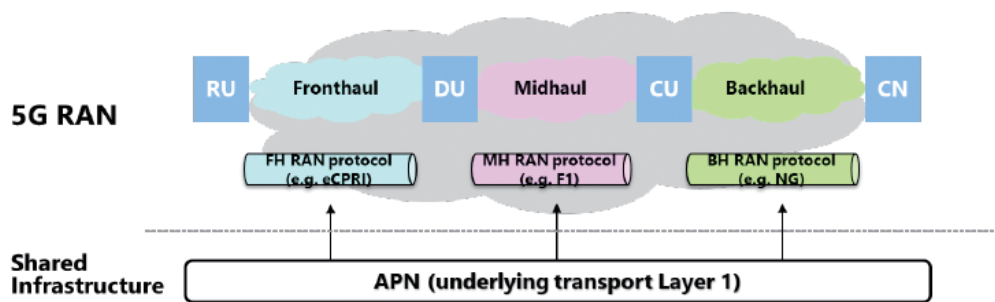 5G RAN
RU
Fronthaul
DU
Midhaul
CU
Backhaul
CN
FH RAN protocol
(e.g. eCPRI)
MH RAN protocol
(e.g. F1)
BH RAN protocol
(e.g. NG)
Shared
Infrastructure
APN (underlying transport Layer 1)